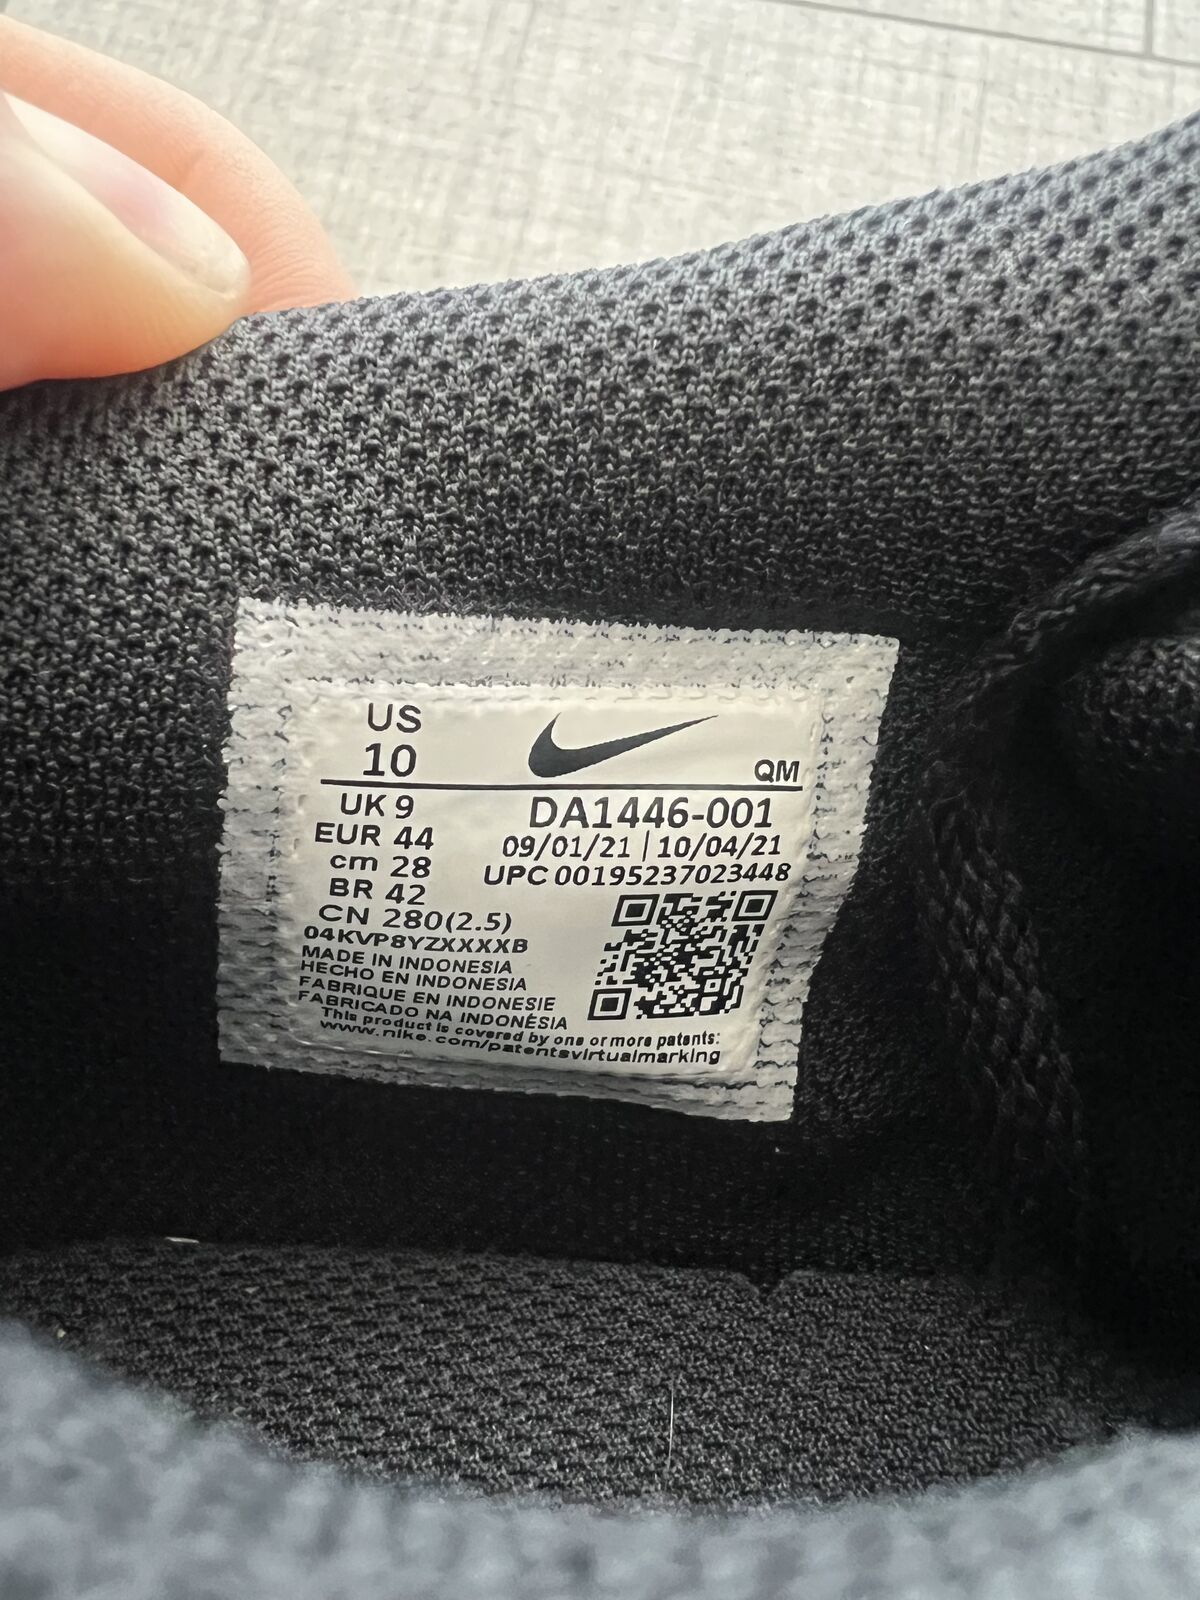 US
10
QM
UK 9
EUR 44
cm 28
BR 42
CN 280(2.5)
DA1446-001
09/01/21 | 10/04/21
UPC 00195237023448
04KVP8YZXXXXB
MADE IN INDONESIA
HECHO EN INDONESIA
FABRIQUE EN INDONESIE
FABRICADO NA INDONÉSIA
This product is covered by one or more patents:
www.nike.com/patentsvirtualmarking